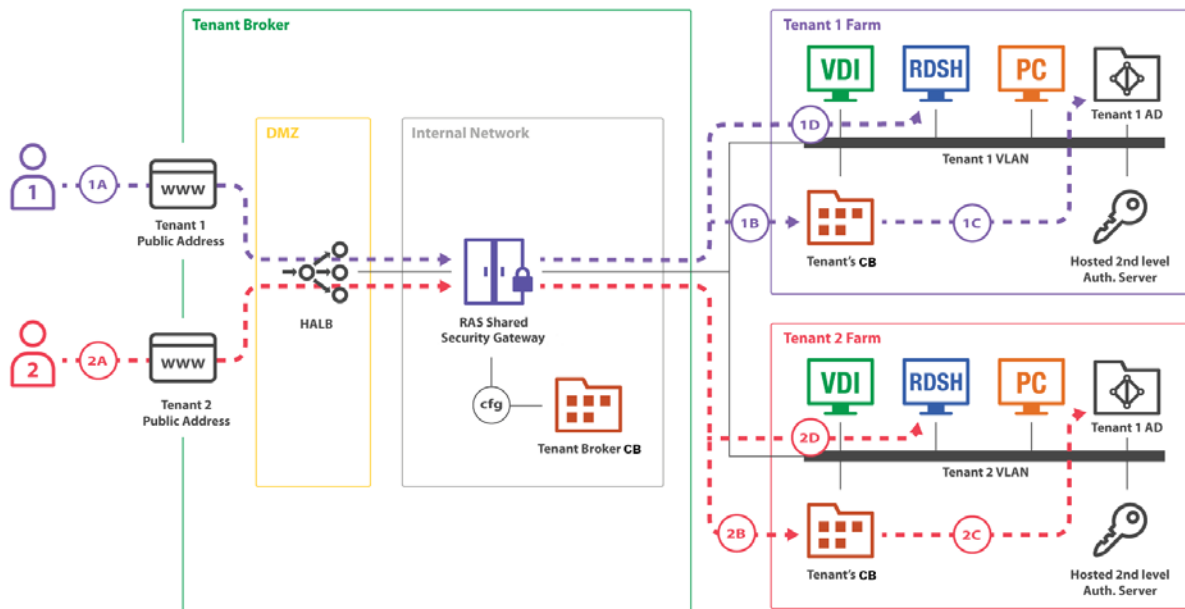 Tenant Broker
DMZ
Internal Network
1
1A
www
Tenant 1
Public Address
2
2A
www
Tenant 2
Public Address
HALB
RAS Shared
Security Gateway
cfg
Tenant Broker CB
Tenant 1 Farm
VDI
RDSH
PC
1D
Tenant 1 AD
Tenant 1 VLAN
1B
1C
Tenant's CB
Hosted 2nd level
Auth. Server
Tenant 2 Farm
VDI
RDSH
PC
2D
Tenant 1 AD
Tenant 2 VLAN
2B
2C
Tenant's CB
Hosted 2nd level
Auth. Server